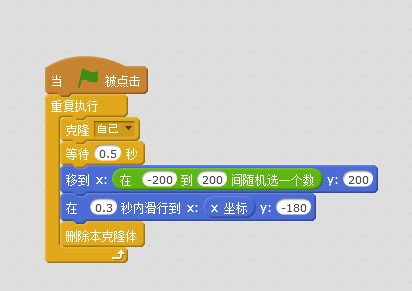 当 被点击
重复执行
克隆 自己
等待 0.5 秒
移到 x: 在 -200 到 200 间随机选一个数 y: 200
在 0.3 秒内滑行到 x: x 坐标 y: -180
删除本克隆体